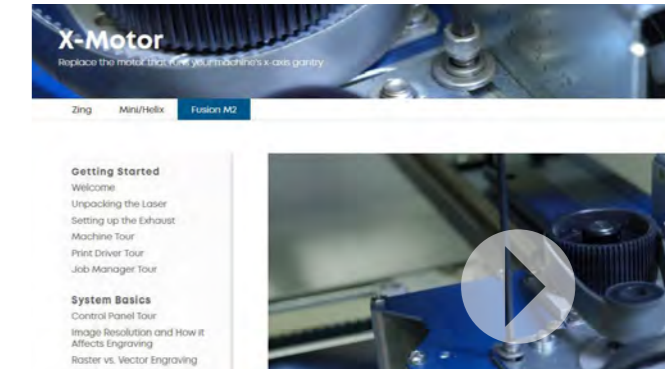 X-Motor
Replace the motor that runs your machine's x-axis gantry
Zing Mini/Helix Fusion M2
Getting Started
Welcome
Unpacking the Laser
Setting up the Exhaust
Machine Tour
Print Driver Tour
Job Manager Tour
System Basics
Control Panel Tour
Image Resolution and How It
Affects Engraving
Raster vs. Vector Engraving